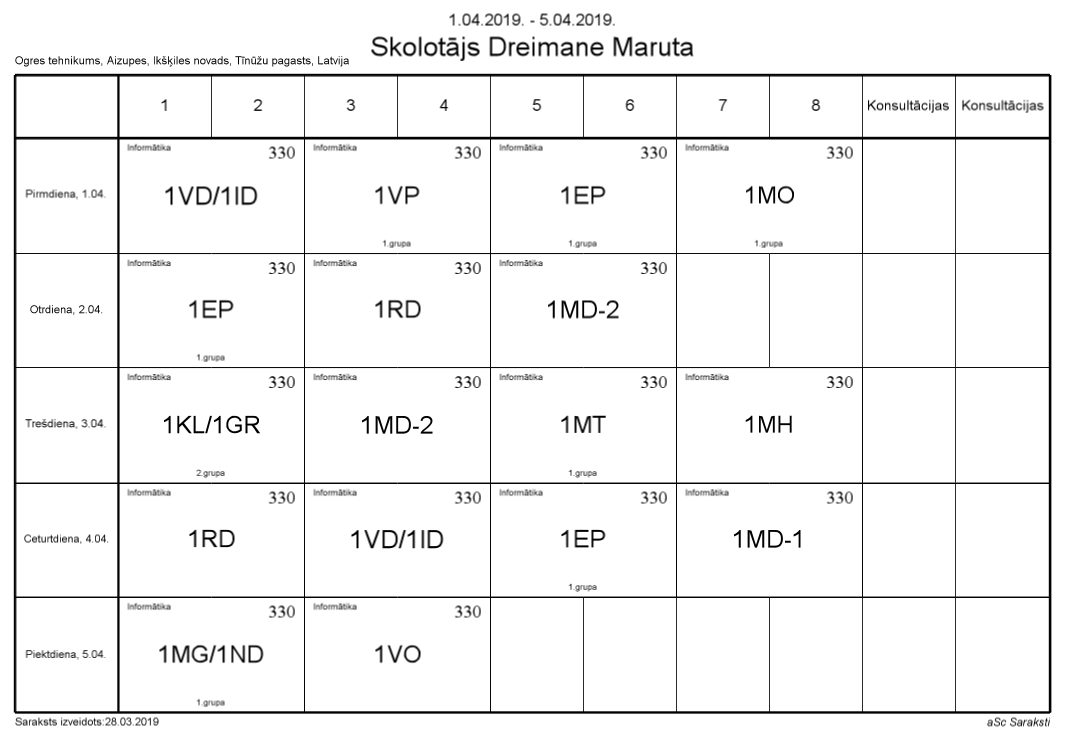 1.04.2019. - 5.04.2019.
Skolotājs Dreimane Maruta
Ogres tehnikums, Aizupes, Ikšķiles novads, Tīnūžu pagasts, Latvija
1 2 3 4 5 6 7 8 Konsultācijas Konsultācijas
Informātika 330 Informātika 330 Informātika 330 Informātika 330
Pirmdiena, 1.04. 1VD/1ID 1VP 1EP 1MO
1.grupa 1.grupa 1.grupa
Informātika 330 Informātika 330 Informātika 330
Otrdiena, 2.04. 1EP 1RD 1MD-2
1.grupa
Informātika 330 Informātika 330 Informātika 330 Informātika 330
Trešdiena, 3.04. 1KL/1GR 1MD-2 1MT 1MH
2.grupa 1.grupa
Informātika 330 Informātika 330 Informātika 330 Informātika 330
Ceturtdiena, 4.04. 1RD 1VD/1ID 1EP 1MD-1
1.grupa
Informātika 330 Informātika 330
Piektdiena, 5.04. 1MG/1ND 1VO
1.grupa
Saraksts izveidots:28.03.2019 aSc Saraksti